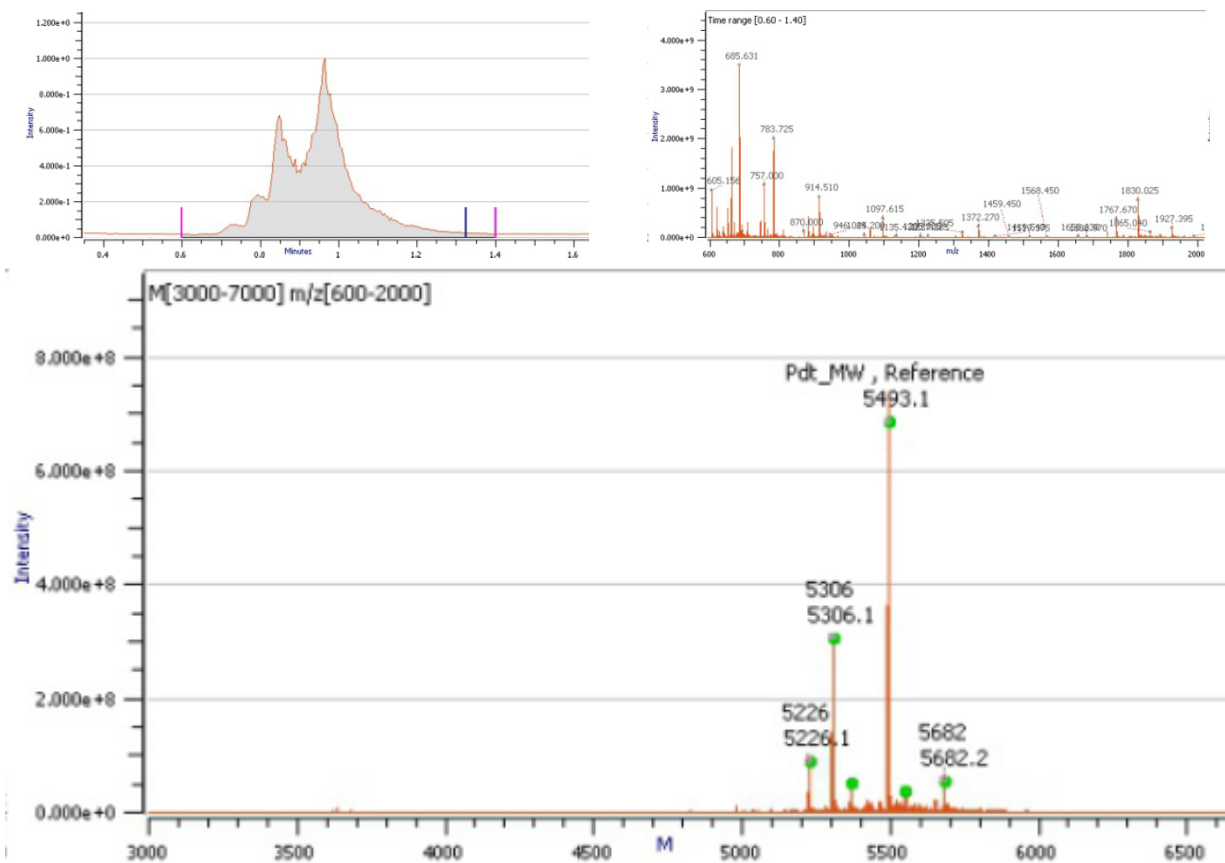 1.200e+0
1.000e+0
8.000e-1
6.000e-1
4.000e-1
2.000e-1
0.000e+0
Intensity
0.4 0.6 0.8 1 1.2 1.4 1.6
Minutes
Time range [0.60 - 1.40]
4.000e+9
3.000e+9
2.000e+9
1.000e+9
0.000e+0
Intensity
685.631
783.725
605.156
757.000
914.510
870.000
1097.615
1372.270
1459.450
1568.450
1767.670
1830.025
1927.395
600 800 1000 1200 1400 1600 1800 2000
m/z
M[3000-7000] m/z[600-2000]
8.000e+8
6.000e+8
4.000e+8
2.000e+8
0.000e+0
Intensity
Pdt_MW , Reference
5493.1
5306
5306.1
5226
5226.1
5682
5682.2
3000 3500 4000 4500 5000 5500 6000 6500
M